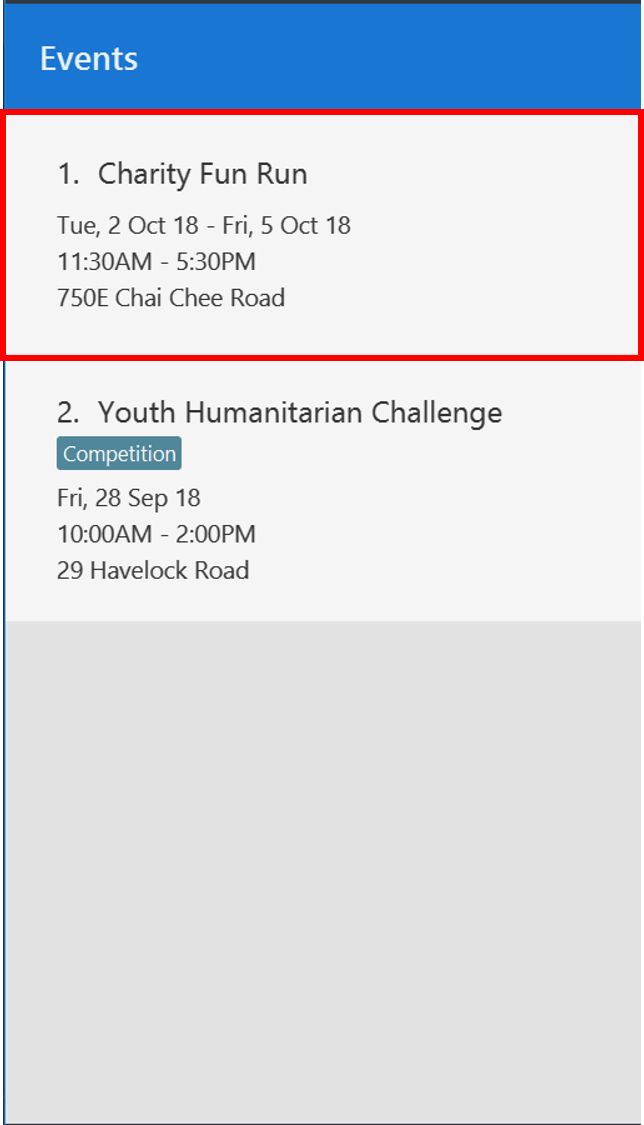 Events
1. Charity Fun Run
Tue, 2 Oct 18 - Fri, 5 Oct 18
11:30AM - 5:30PM
750E Chai Chee Road
2. Youth Humanitarian Challenge
Competition
Fri, 28 Sep 18
10:00AM - 2:00PM
29 Havelock Road